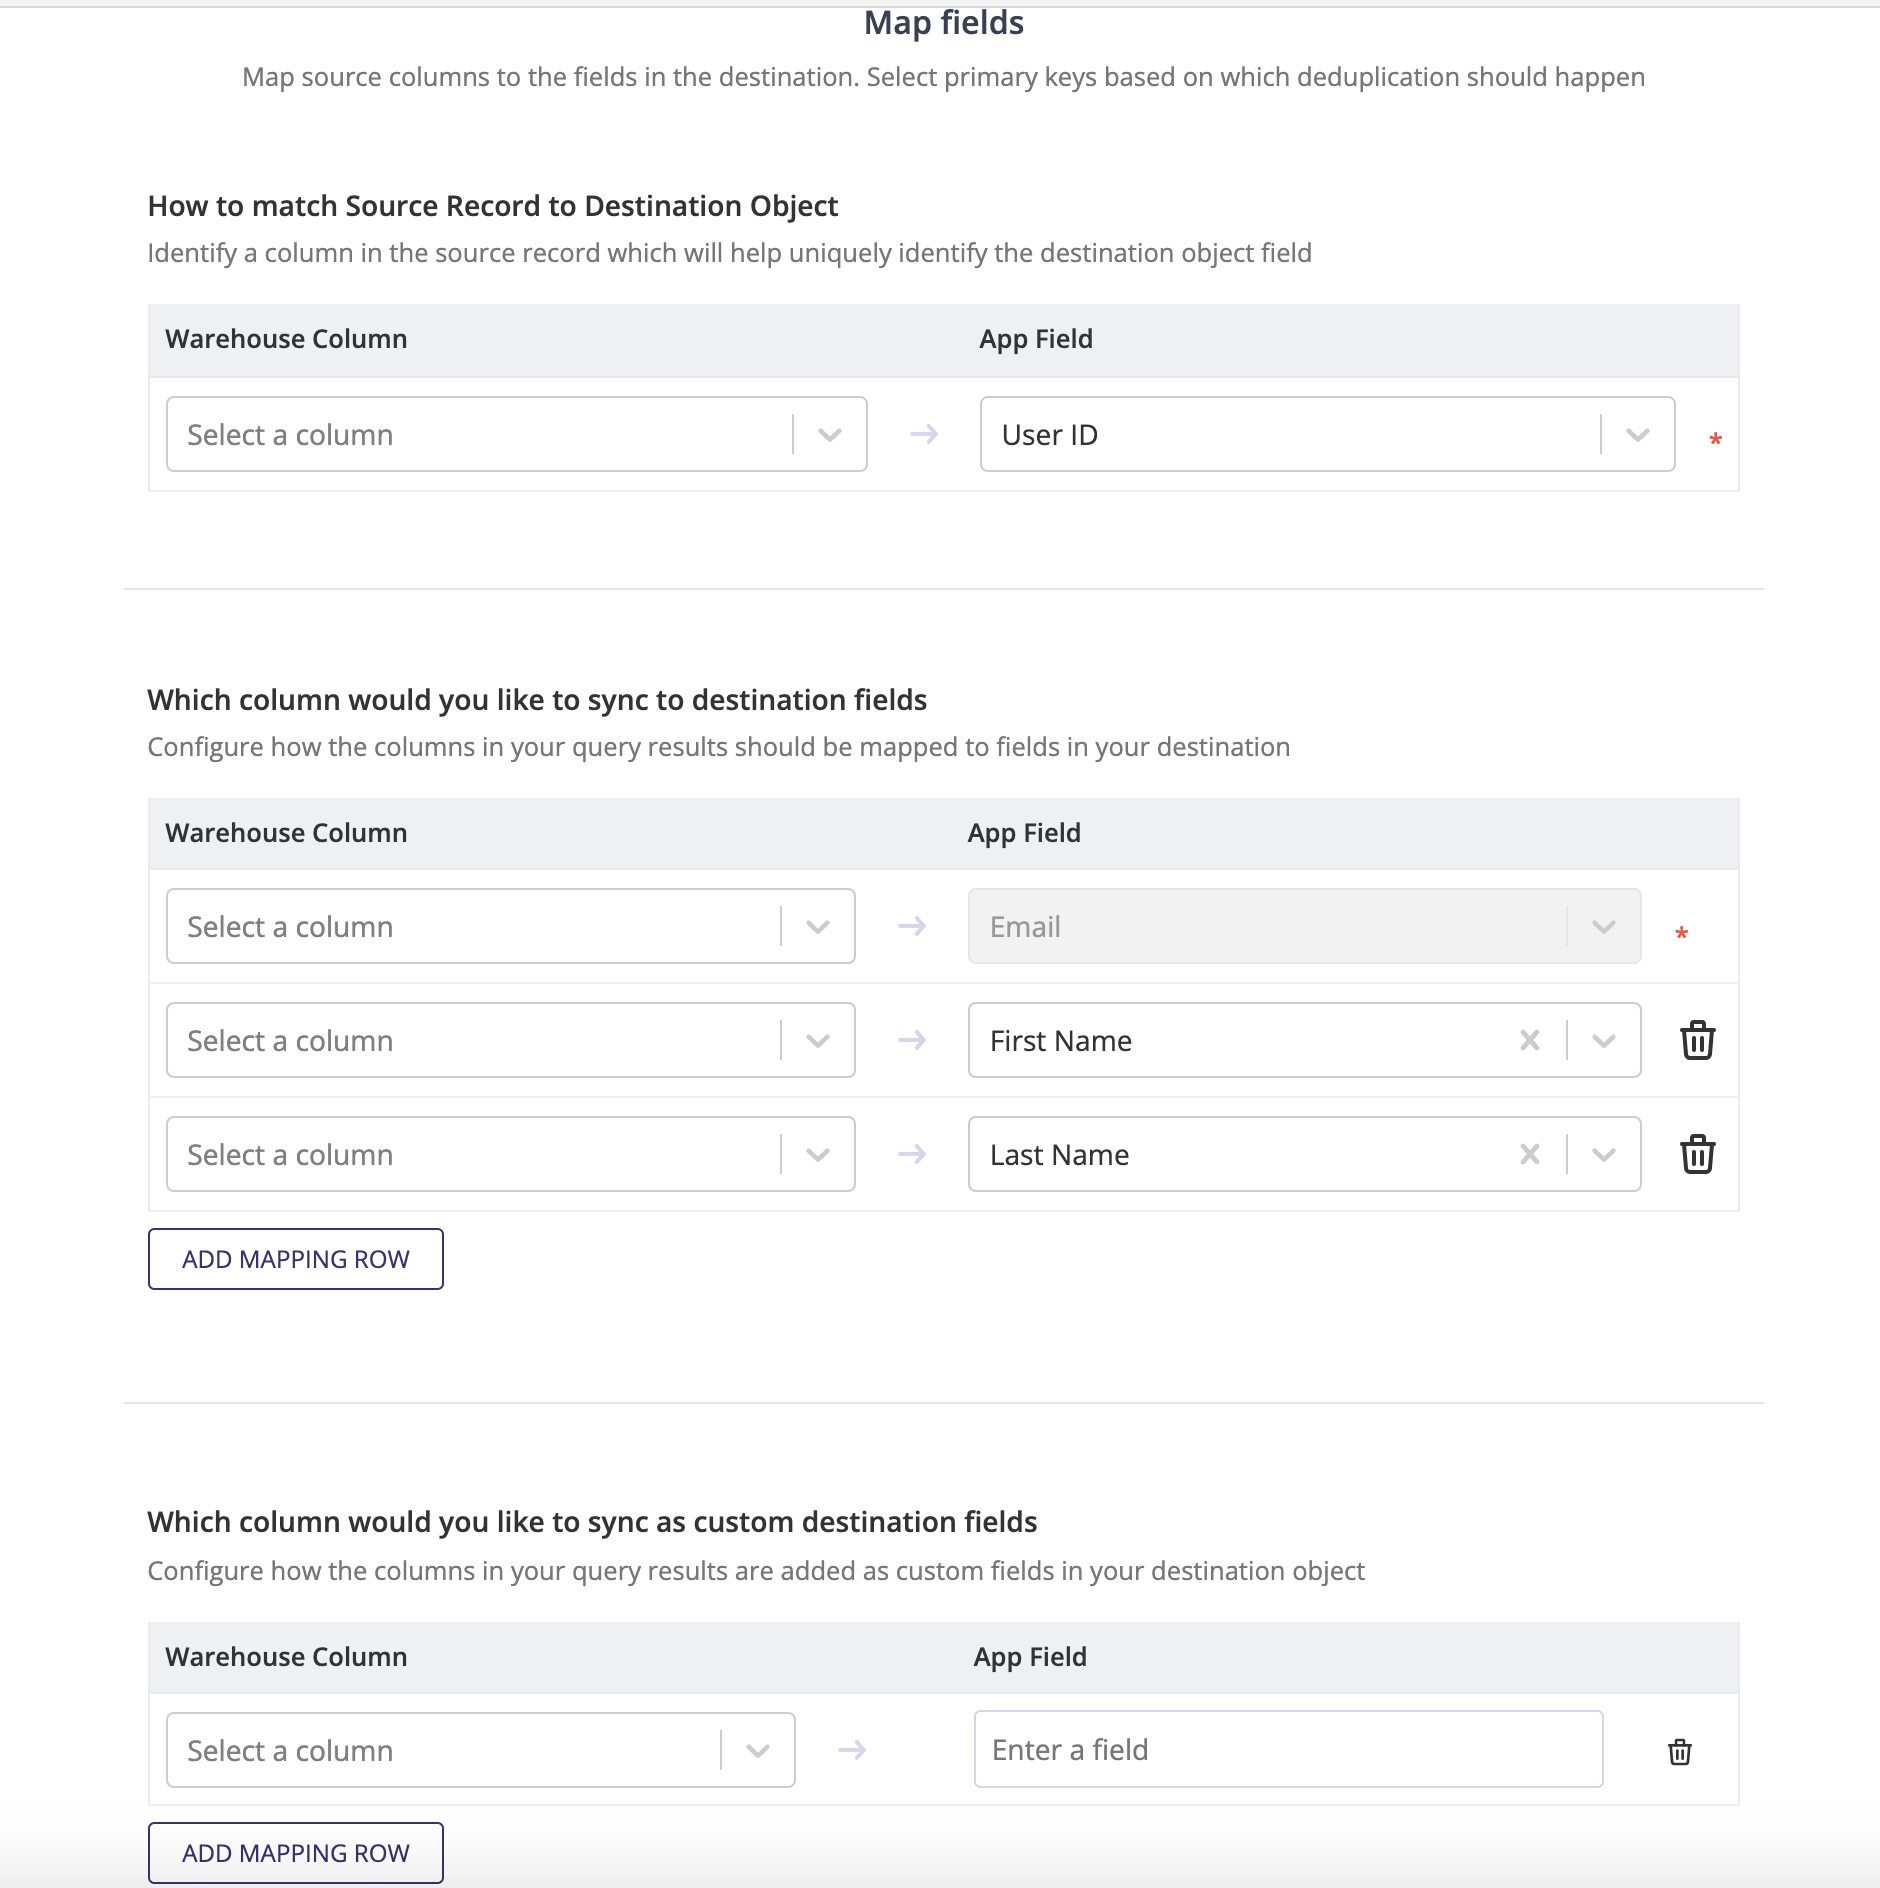 Map fields
Map source columns to the fields in the destination. Select primary keys based on which deduplication should happen
How to match Source Record to Destination Object
Identify a column in the source record which will help uniquely identify the destination object field
Warehouse Column
App Field
Select a column
User ID
*
Which column would you like to sync to destination fields
Configure how the columns in your query results should be mapped to fields in your destination
Warehouse Column
App Field
Select a column
Email
*
Select a column
First Name
Select a column
Last Name
ADD MAPPING ROW
Which column would you like to sync as custom destination fields
Configure how the columns in your query results are added as custom fields in your destination object
Warehouse Column
App Field
Select a column
Enter a field
ADD MAPPING ROW